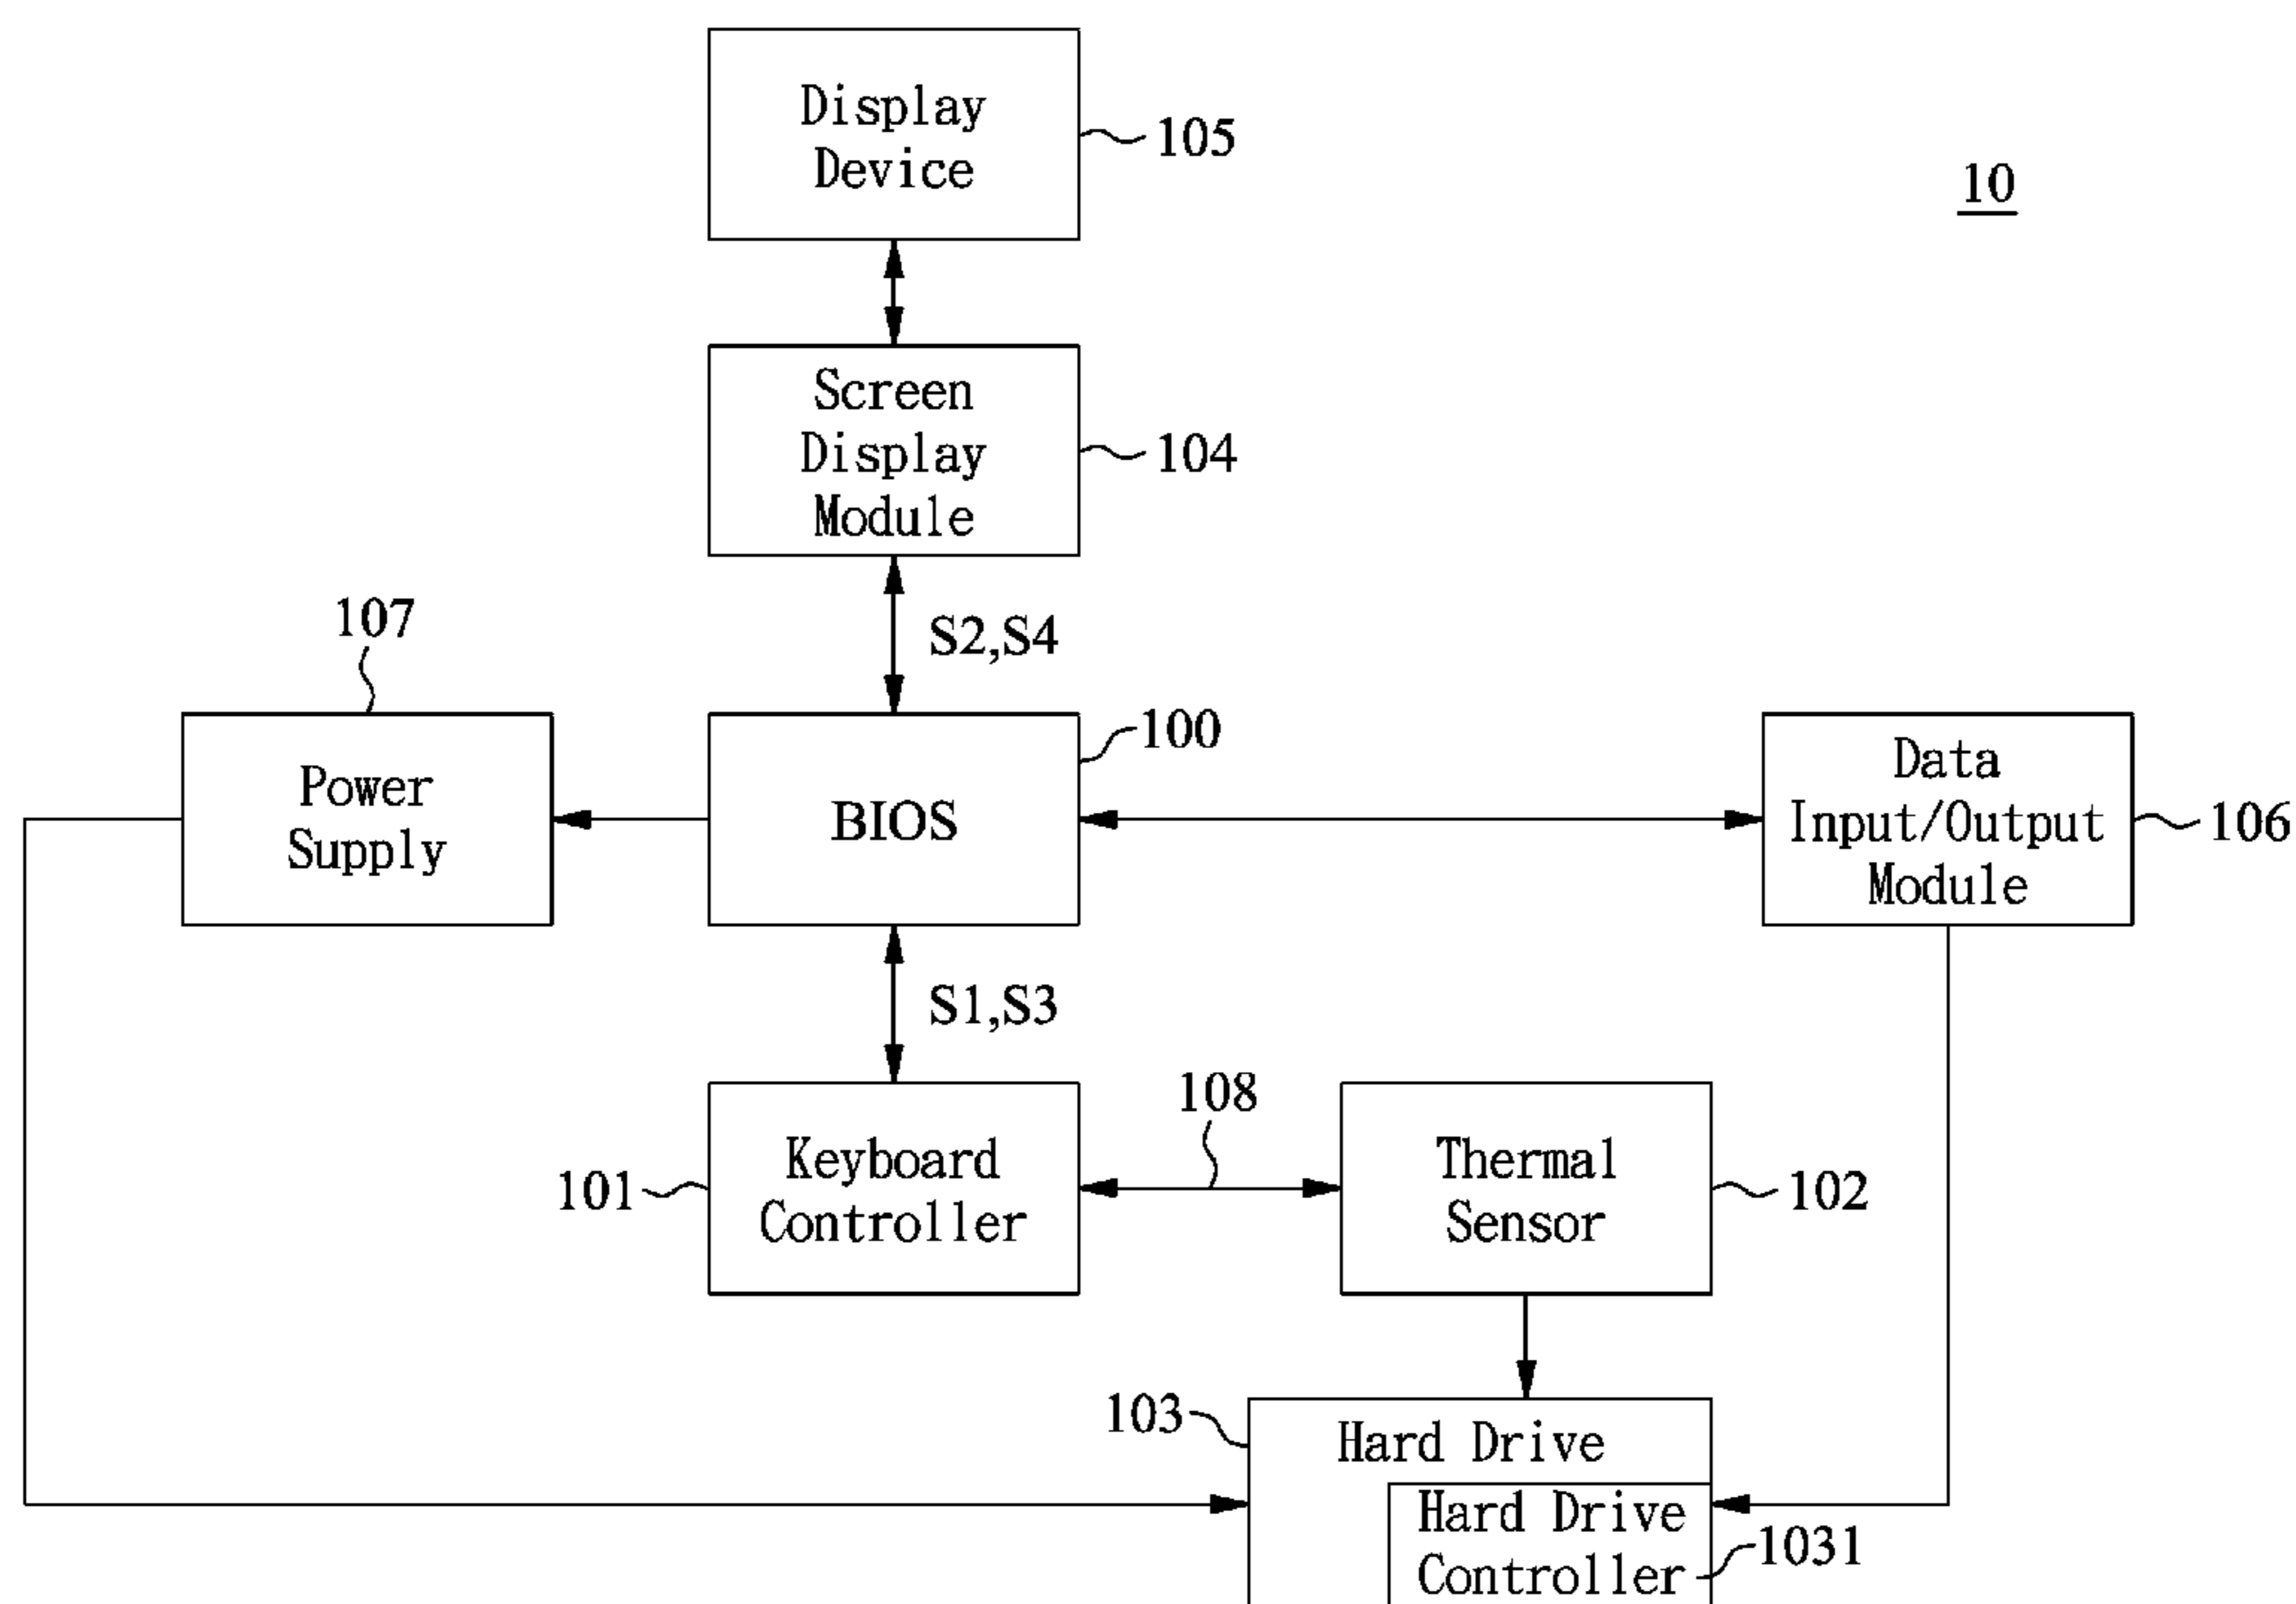 Display
Device
105
10
Screen
Display
Module
104
S2,S4
107
Power
Supply
BIOS
100
Data
Input/Output
Module
106
S1,S3
101
Keyboard
Controller
108
Thermal
Sensor
102
103
Hard Drive
Hard Drive
Controller
1031